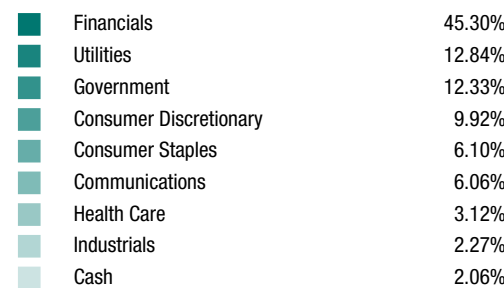 Financials 45.30%
Utilities 12.84%
Government 12.33%
Consumer Discretionary 9.92%
Consumer Staples 6.10%
Communications 6.06%
Health Care 3.12%
Industrials 2.27%
Cash 2.06%